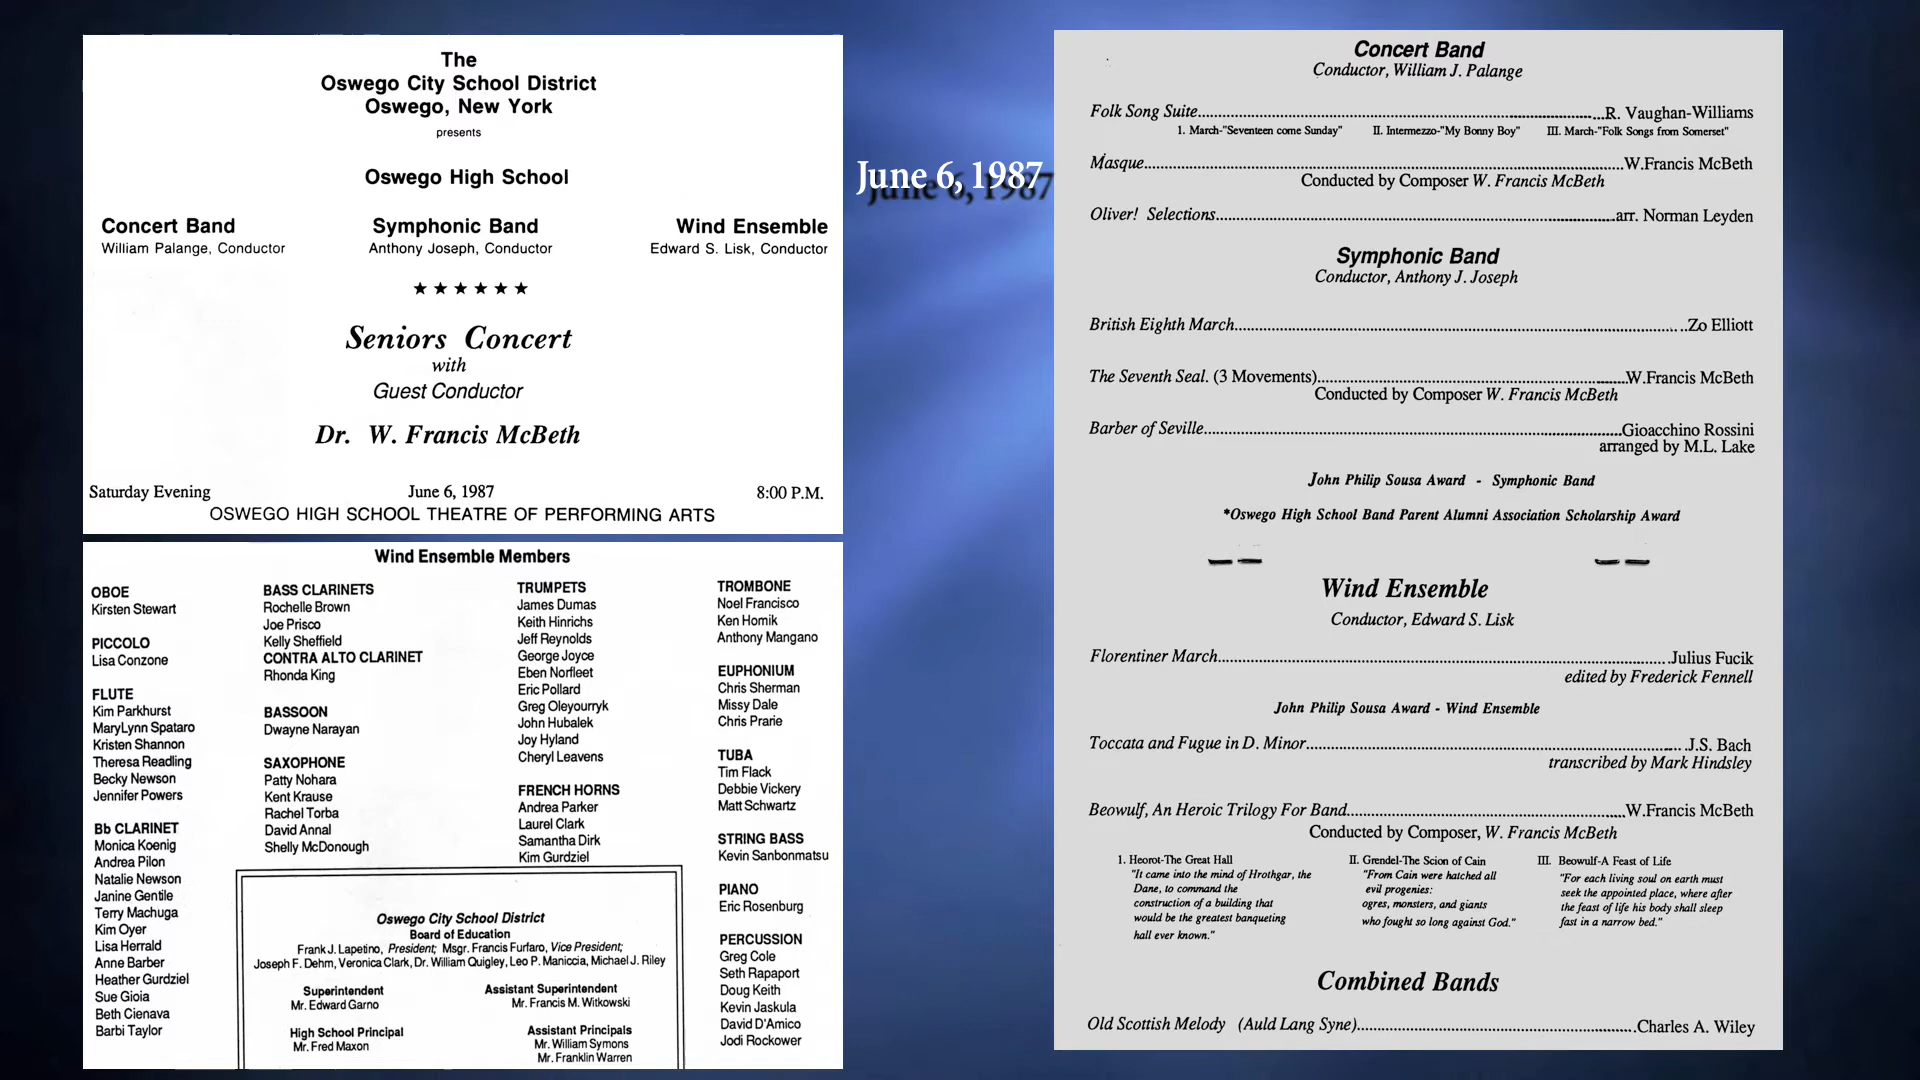 The
Oswego City School District
Oswego, New York
presents
Oswego High School
Concert Band Symphonic Band Wind Ensemble
William Palange, Conductor Anthony Joseph, Conductor Edward S. Lisk, Conductor
★ ★ ★ ★ ★ ★
Seniors Concert
with
Guest Conductor
Dr. W. Francis McBeth
Saturday Evening June 6, 1987 8:00 P.M.
OSWEGO HIGH SCHOOL THEATRE OF PERFORMING ARTS
Wind Ensemble Members
OBOE
Kirsten Stewart
PICCOLO
Lisa Conzone
FLUTE
Kim Parkhurst
MaryLynn Spataro
Kristen Shannon
Theresa Readling
Becky Newson
Jennifer Powers
Bb CLARINET
Monica Koenig
Andrea Pilon
Natalie Newson
Janine Gentile
Terry Machuga
Kim Oyer
Lisa Herrald
Anne Barber
Heather Gurdziel
Sue Gioia
Beth Cienava
Barbi Taylor
BASS CLARINETS
Rochelle Brown
Joe Prisco
Kelly Sheffield
CONTRA ALTO CLARINET
Rhonda King
BASSOON
Dwayne Narayan
SAXOPHONE
Patty Nohara
Kent Krause
Rachel Torba
David Annal
Shelly McDonough
TRUMPETS
James Dumas
Keith Hinrichs
Jeff Reynolds
George Joyce
Eben Norfleet
Eric Pollard
Greg Oleyourryk
John Hubalek
Joy Hyland
Cheryl Leavens
FRENCH HORNS
Andrea Parker
Laurel Clark
Samantha Dirk
Kim Gurdziel
TROMBONE
Noel Francisco
Ken Homik
Anthony Mangano
EUPHONIUM
Chris Sherman
Missy Dale
Chris Prarie
TUBA
Tim Flack
Debbie Vickery
Matt Schwartz
STRING BASS
Kevin Sanbonmatsu
PIANO
Eric Rosenburg
PERCUSSION
Greg Cole
Seth Rapaport
Doug Keith
Kevin Jaskula
David D'Amico
Jodi Rockower
Oswego City School District
Board of Education
Frank J. Lapetino, President; Msgr. Francis Furfaro, Vice President;
Joseph F. Dehm, Veronica Clark, Dr. William Quigley, Leo P. Maniccia, Michael J. Riley
Superintendent Assistant Superintendent
Mr. Edward Garno Mr. Francis M. Witkowski
High School Principal Assistant Principals
Mr. Fred Maxon Mr. William Symons
Mr. Franklin Warren
June 6, 1987
Concert Band
Conductor, William J. Palange
Folk Song Suite...R. Vaughan-Williams
1. March-"Seventeen come Sunday" II. Intermezzo-"My Bonny Boy" III. March-"Folk Songs from Somerset"
Masque...W.Francis McBeth
Conducted by Composer W. Francis McBeth
Oliver! Selections...arr. Norman Leyden
Symphonic Band
Conductor, Anthony J. Joseph
British Eighth March...Zo Elliott
The Seventh Seal. (3 Movements)...W.Francis McBeth
Conducted by Composer W. Francis McBeth
Barber of Seville...Gioacchino Rossini
arranged by M.L. Lake
John Philip Sousa Award - Symphonic Band
*Oswego High School Band Parent Alumni Association Scholarship Award
Wind Ensemble
Conductor, Edward S. Lisk
Florentiner March...Julius Fucik
edited by Frederick Fennell
John Philip Sousa Award - Wind Ensemble
Toccata and Fugue in D. Minor...J.S. Bach
transcribed by Mark Hindsley
Beowulf, An Heroic Trilogy For Band...W.Francis McBeth
Conducted by Composer, W. Francis McBeth
1. Heorot-The Great Hall
"It came into the mind of Hrothgar, the
Dane, to command the
construction of a building that
would be the greatest banqueting
hall ever known."
II. Grendel-The Scion of Cain
"From Cain were hatched all
evil progenies:
ogres, monsters, and giants
who fought so long against God."
III. Beowulf-A Feast of Life
"For each living soul on earth must
seek the appointed place, where after
the feast of life his body shall sleep
fast in a narrow bed."
Combined Bands
Old Scottish Melody (Auld Lang Syne)...Charles A. Wiley